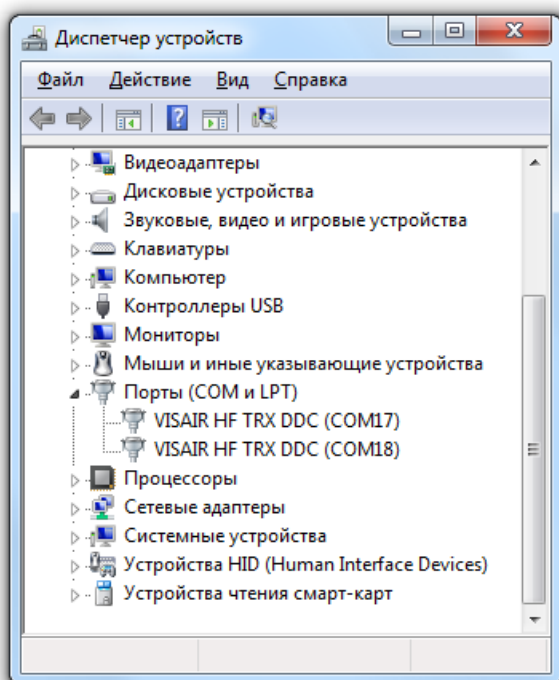 Диспетчер устройств
Файл Действие Вид Справка
Видеоадаптеры
Дисковые устройства
Звуковые, видео и игровые устройства
Клавиатуры
Компьютер
Контроллеры USB
Мониторы
Мыши и иные указывающие устройства
Порты (COM и LPT)
VISAIR HF TRX DDC (COM17)
VISAIR HF TRX DDC (COM18)
Процессоры
Сетевые адаптеры
Системные устройства
Устройства HID (Human Interface Devices)
Устройства чтения смарт-карт